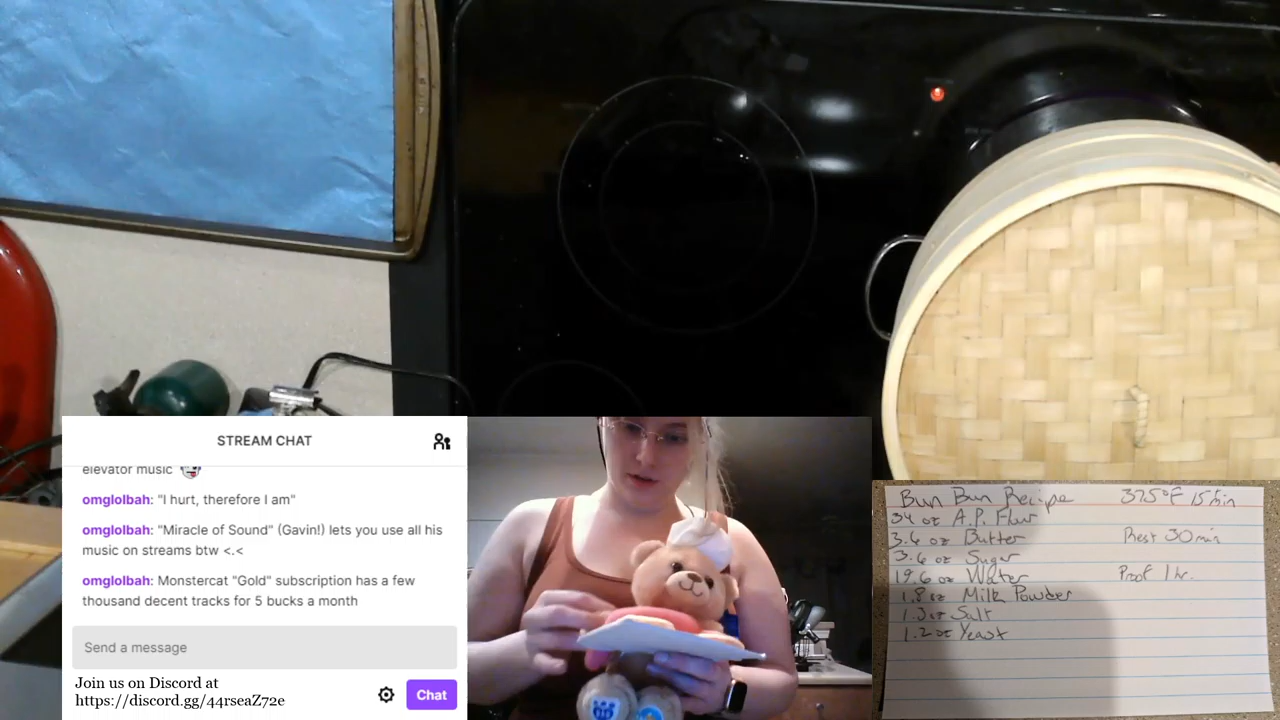 STREAM CHAT
elevator music
omglolbah: "I hurt, therefore I am"
omglolbah: "Miracle of Sound" (Gavin!) lets you use all his
music on streams btw <.<
omglolbah: Monstercat "Gold" subscription has a few
thousand decent tracks for 5 bucks a month
Send a message
Join us on Discord at
https://discord.gg/44rseaZ72e
Chat
Bun Bun Recipe 375°F 15 min
34 oz A.P. Flour
3.6 oz Butter Rest 30 min
3.6 oz Sugar
19.6 oz Water Proof 1 hr.
1.8 oz Milk Powder
Salt
1.2 oz Yeast